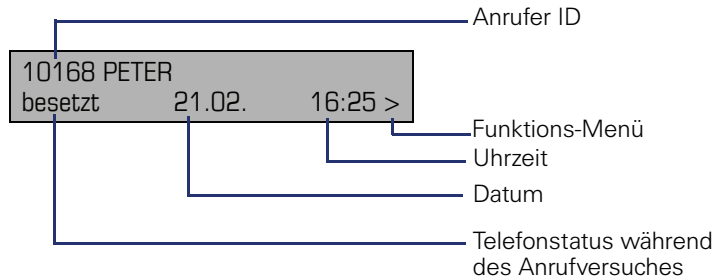 Anrufer ID
10168 PETER
besetzt 21.02. 16:25 >
Funktions-Menü
Uhrzeit
Datum
Telefonstatus während
des Anrufversuches